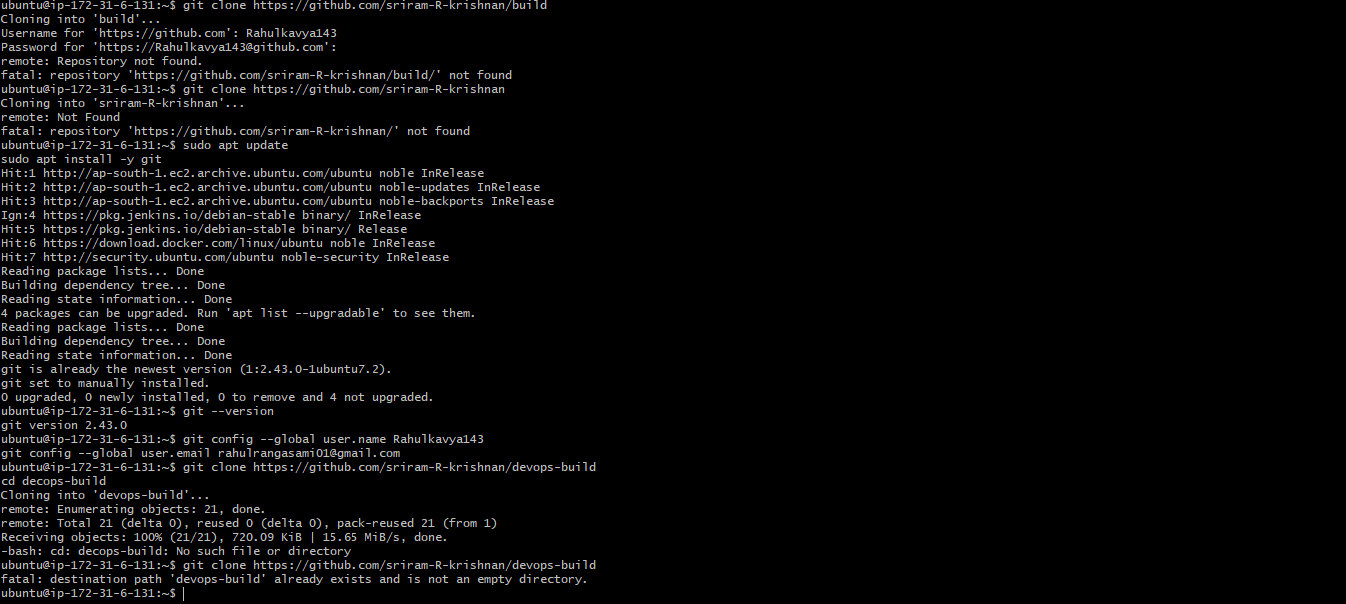 ubuntu@ip-172-31-6-131:~$ git clone https://github.com/sriram-R-krishnan/build
Cloning into 'build'...
Username for 'https://github.com': Rahulkavya143
Password for 'https://Rahulkavya143@github.com':
remote: Repository not found.
fatal: repository 'https://github.com/sriram-R-krishnan/build/' not found
ubuntu@ip-172-31-6-131:~$ git clone https://github.com/sriram-R-krishnan
Cloning into 'sriram-R-krishnan'...
remote: Not Found
fatal: repository 'https://github.com/sriram-R-krishnan/' not found
ubuntu@ip-172-31-6-131:~$ sudo apt update
sudo apt install -y git
Hit:1 http://ap-south-1.ec2.archive.ubuntu.com/ubuntu noble InRelease
Hit:2 http://ap-south-1.ec2.archive.ubuntu.com/ubuntu noble-updates InRelease
Hit:3 http://ap-south-1.ec2.archive.ubuntu.com/ubuntu noble-backports InRelease
Ign:4 https://pkg.jenkins.io/debian-stable binary/ InRelease
Hit:5 https://pkg.jenkins.io/debian-stable binary/ Release
Hit:6 https://download.docker.com/linux/ubuntu noble InRelease
Hit:7 http://security.ubuntu.com/ubuntu noble-security InRelease
Reading package lists... Done
Building dependency tree... Done
Reading state information... Done
4 packages can be upgraded. Run 'apt list --upgradable' to see them.
Reading package lists... Done
Building dependency tree... Done
Reading state information... Done
git is already the newest version (1:2.43.0-1ubuntu7.2).
git set to manually installed.
0 upgraded, 0 newly installed, 0 to remove and 4 not upgraded.
ubuntu@ip-172-31-6-131:~$ git --version
git version 2.43.0
ubuntu@ip-172-31-6-131:~$ git config --global user.name Rahulkavya143
git config --global user.email rahulrangasami01@gmail.com
ubuntu@ip-172-31-6-131:~$ git clone https://github.com/sriram-R-krishnan/devops-build
cd decops-build
Cloning into 'devops-build'...
remote: Enumerating objects: 21, done.
remote: Total 21 (delta 0), reused 0 (delta 0), pack-reused 21 (from 1)
Receiving objects: 100% (21/21), 720.09 KiB | 15.65 MiB/s, done.
-bash: cd: decops-build: No such file or directory
ubuntu@ip-172-31-6-131:~$ git clone https://github.com/sriram-R-krishnan/devops-build
fatal: destination path 'devops-build' already exists and is not an empty directory.
ubuntu@ip-172-31-6-131:~$